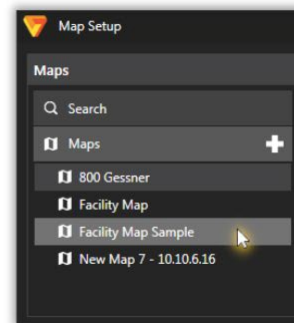 Map Setup
Maps
Search
Maps
800 Gessner
Facility Map
Facility Map Sample
New Map 7 - 10.10.6.16